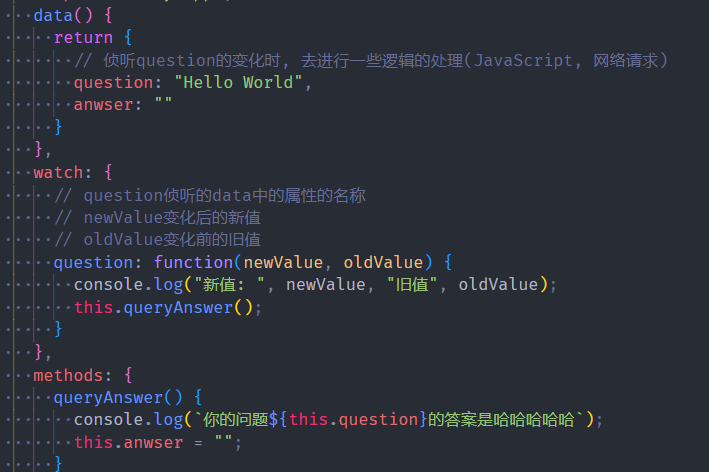 data() {
return {
// 侦听question的变化时, 去进行一些逻辑的处理(JavaScript, 网络请求)
question: "Hello World",
anwser: ""
}
},
watch: {
// question侦听的data中的属性的名称
// newValue变化后的新值
// oldValue变化前的旧值
question: function(newValue, oldValue) {
console.log("新值: ", newValue, "旧值", oldValue);
this.queryAnswer();
}
},
methods: {
queryAnswer() {
console.log(`你的问题${this.question}的答案是哈哈哈哈哈`);
this.anwser = "";
}